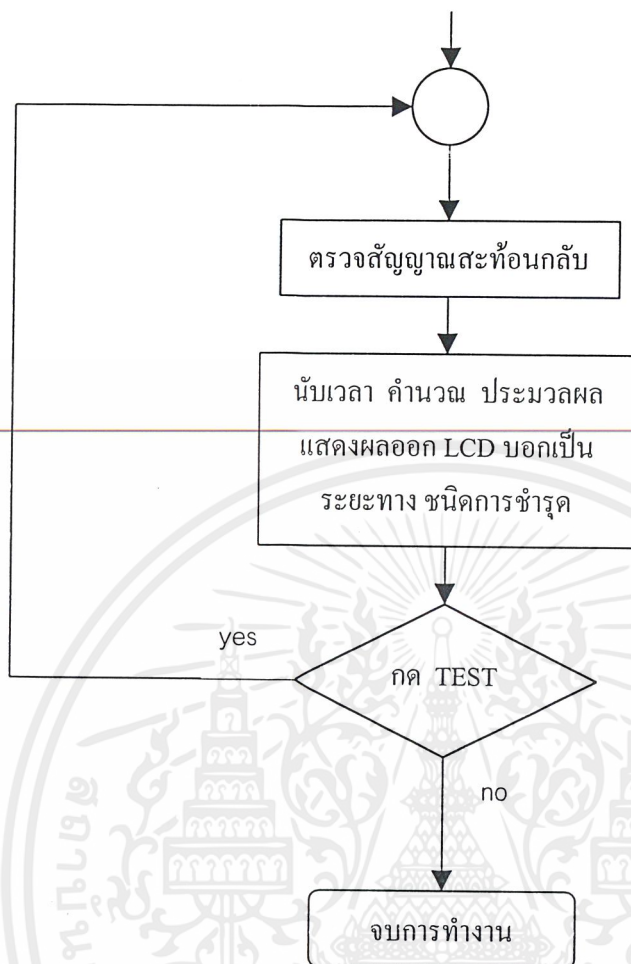 ตรวจสัญญาณสะท้อนกลับ
นับเวลา คำนวณ ประมวลผล
แสดงผลออก LCD บอกเป็น
ระยะทาง ชนิดการชำรุด
yes
กด TEST
no
จบการทำงาน